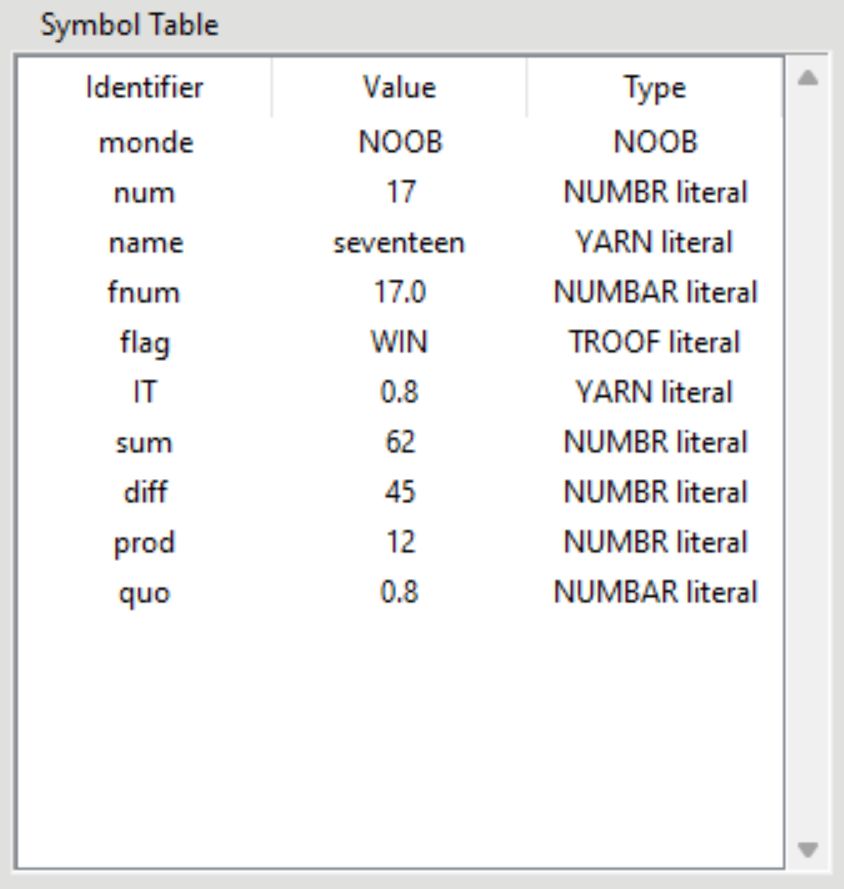 Symbol Table
Identifier Value Type
monde NOOB NOOB
num 17 NUMBR literal
name seventeen YARN literal
fnum 17.0 NUMBAR literal
flag WIN TROOF literal
IT 0.8 YARN literal
sum 62 NUMBR literal
diff 45 NUMBR literal
prod 12 NUMBR literal
quo 0.8 NUMBAR literal